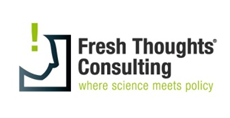 !
Fresh Thoughts®
Consulting
where science meets policy